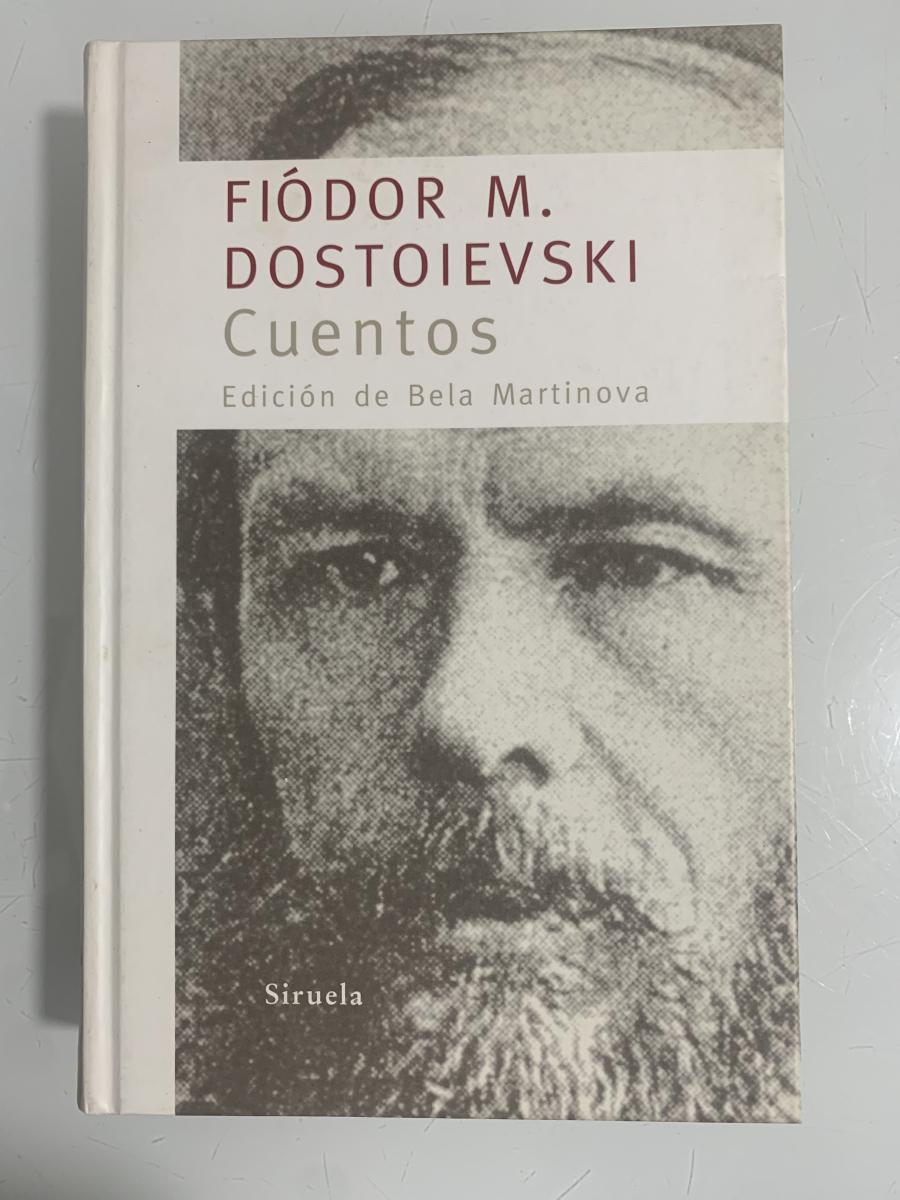 FIÓDOR M.
DOSTOIEVSKI
Cuentos
Edición de Bela Martinova
Siruela